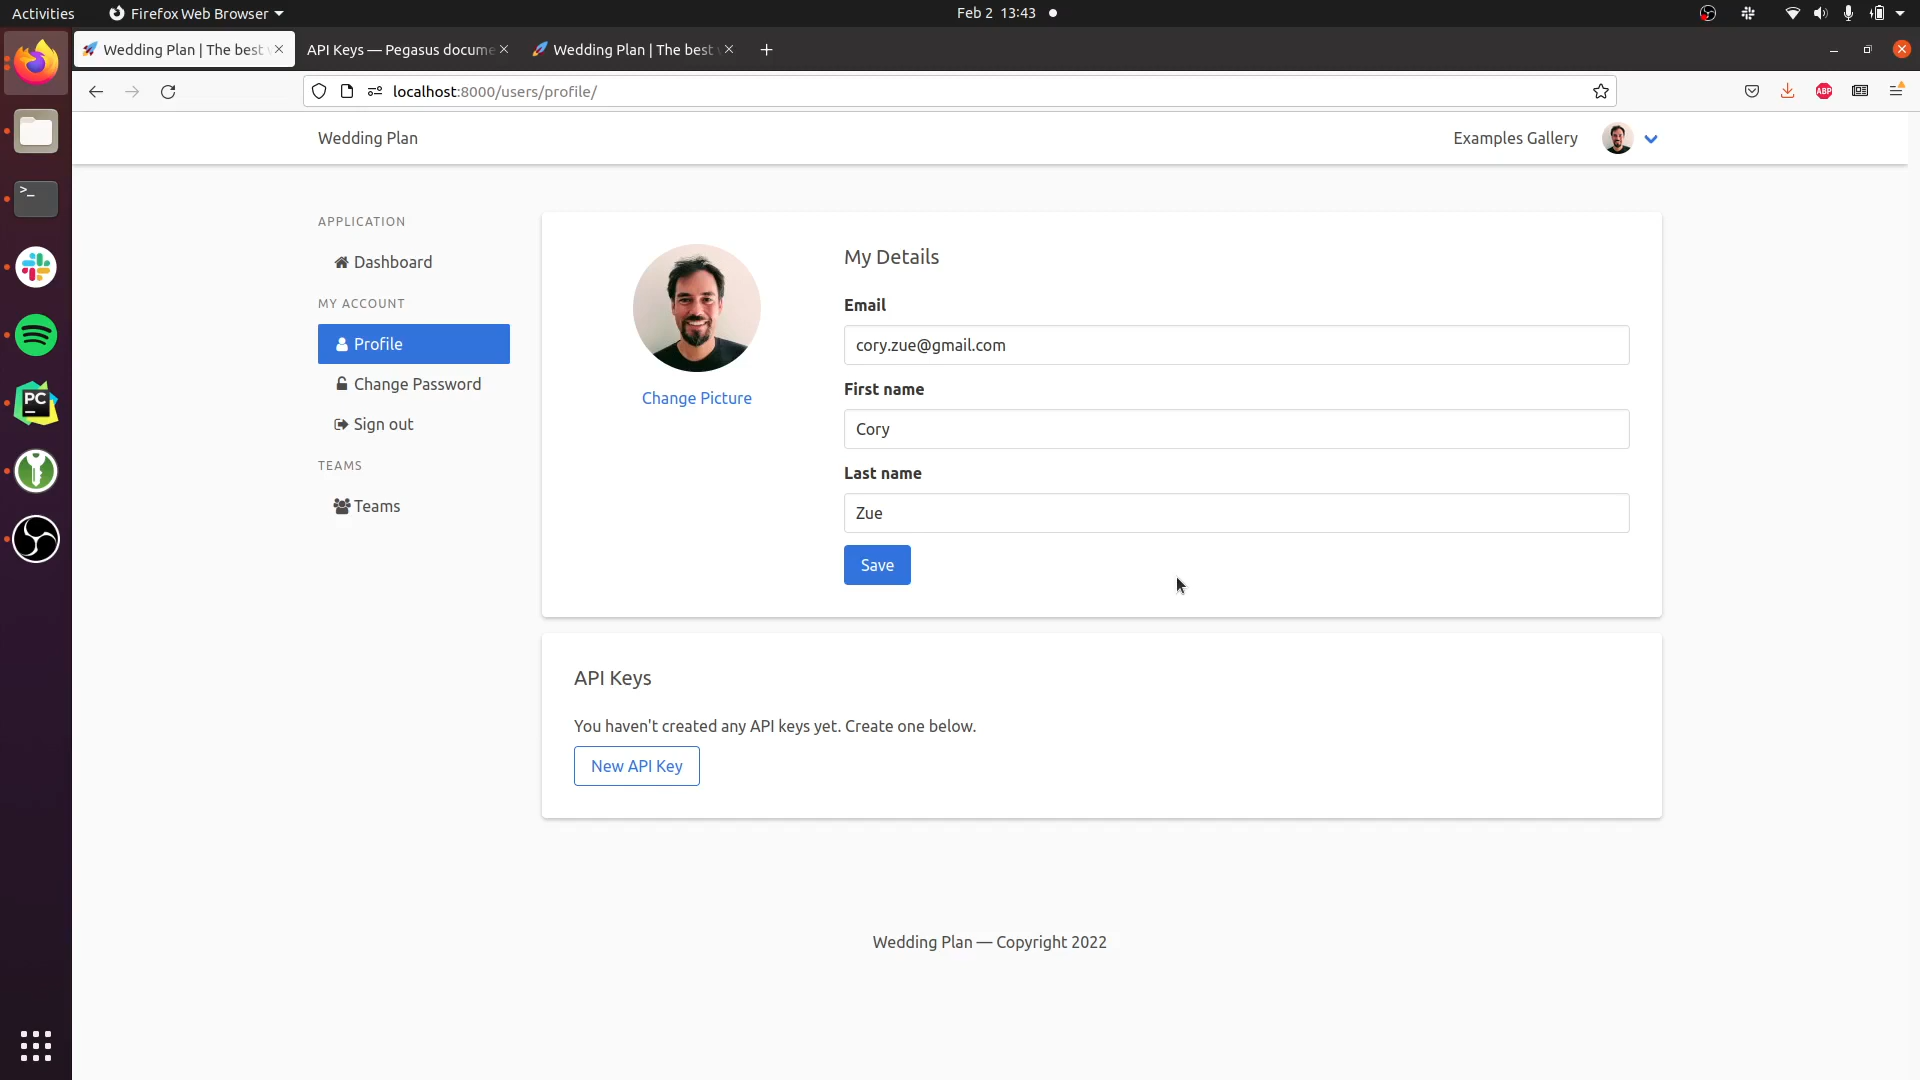 Activities
Firefox Web Browser
Feb 2 13:43
Wedding Plan | The best
API Keys — Pegasus docume
Wedding Plan | The best
localhost:8000/users/profile/
ABP
Wedding Plan
Examples Gallery
APPLICATION
Dashboard
MY ACCOUNT
Profile
Change Password
Sign out
TEAMS
Teams
Change Picture
My Details
Email
cory.zue@gmail.com
First name
Cory
Last name
Zue
Save
API Keys
You haven't created any API keys yet. Create one below.
New API Key
Wedding Plan — Copyright 2022
>_
PC